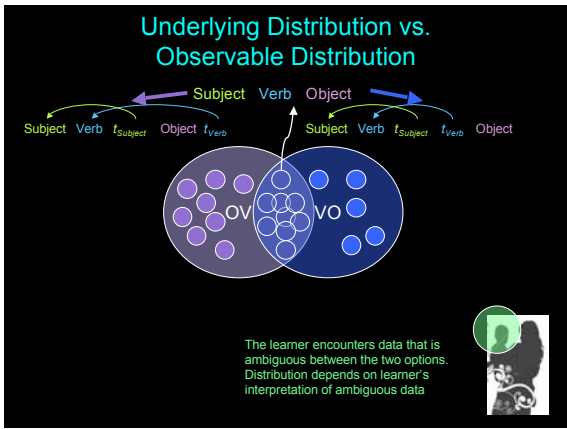 Underlying Distribution vs.
Observable Distribution
Subject Verb Object
Subject Verb tSubject Object tVerb
Subject Verb tSubject tVerb Object
OV VO
The learner encounters data that is
ambiguous between the two options.
Distribution depends on learner's
interpretation of ambiguous data